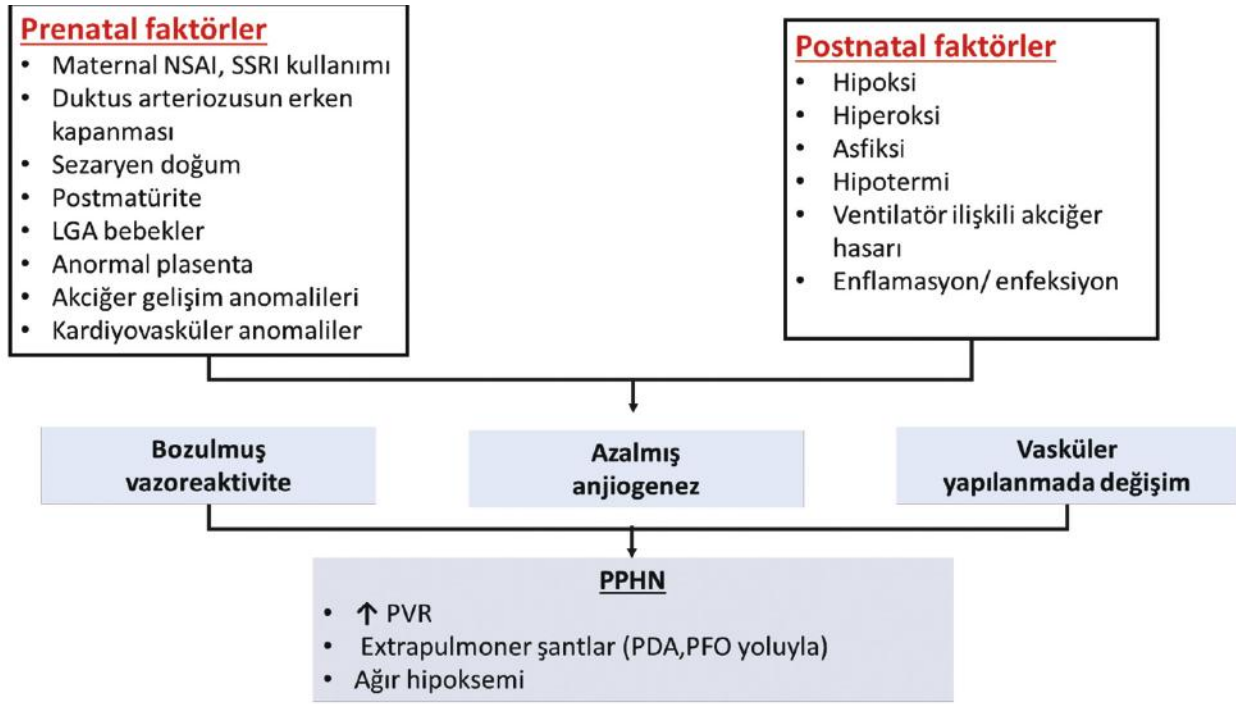 Prenatal faktörler
• Maternal NSAI, SSRI kullanımı
• Duktus arteriozusun erken
kapanması
• Sezaryen doğum
• Postmatürite
• LGA bebekler
• Anormal plasenta
• Akciğer gelişim anomalileri
• Kardiyovasküler anomaliler
Postnatal faktörler
• Hipoksi
• Hiperoksi
• Asfiksi
• Hipotermi
• Ventilatör ilişkili akciğer
hasarı
• Enflamasyon/ enfeksiyon
Bozulmuş
vazoreaktivite
Azalmış
anjiogenez
Vasküler
yapılanmada değişim
PPHN
• ↑ PVR
• Extrapulmoner şantlar (PDA,PFO yoluyla)
• Ağır hipoksemi